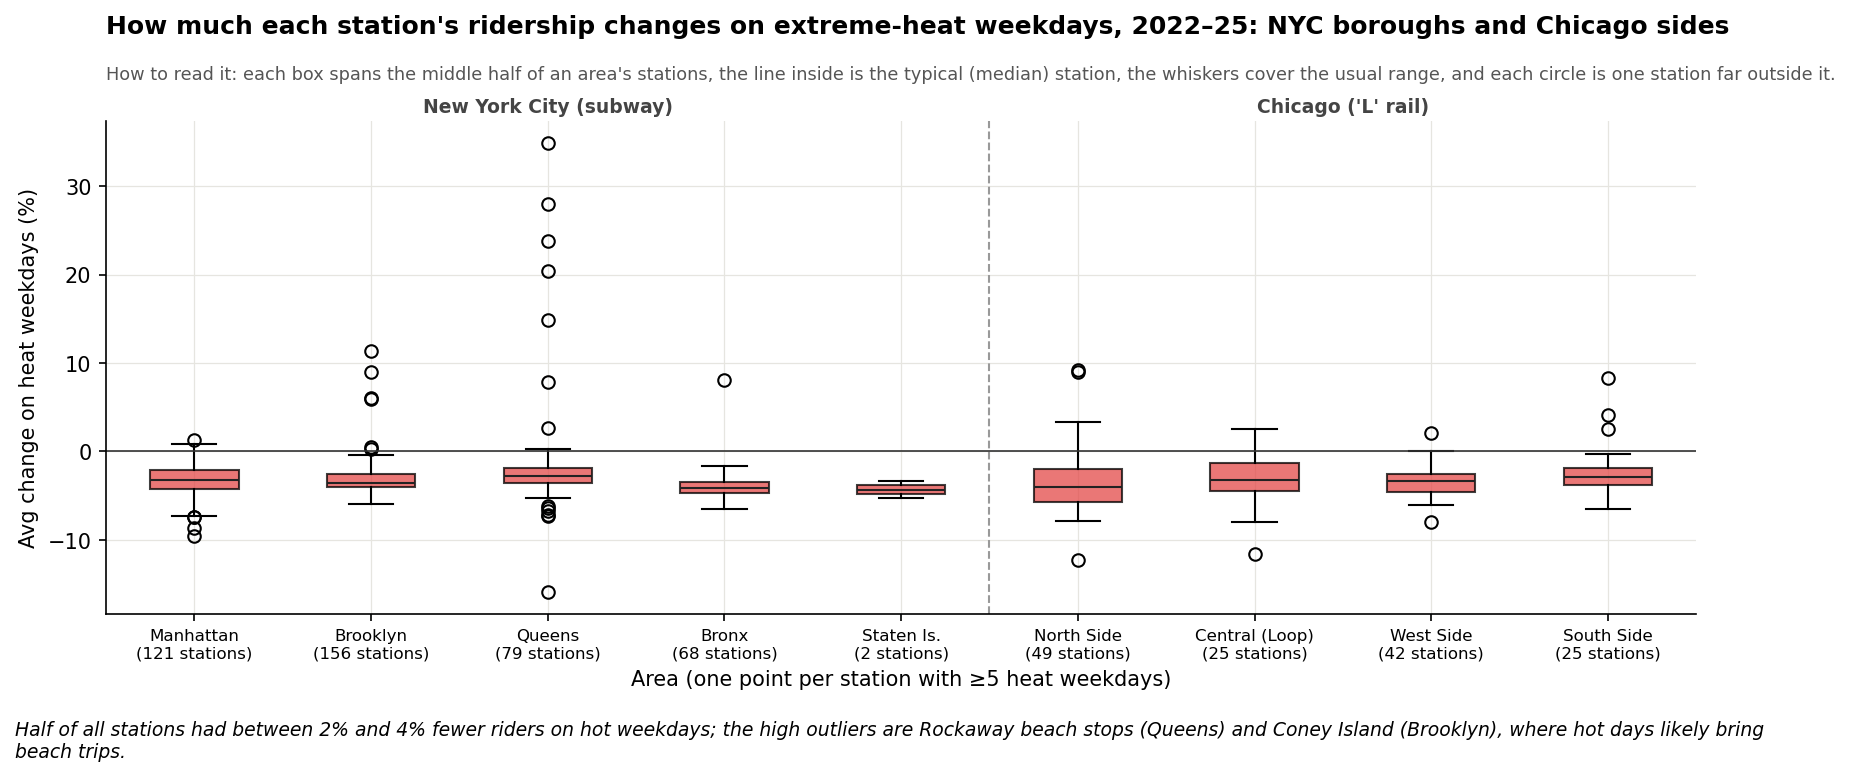 How much each station's ridership changes on extreme-heat weekdays, 2022–25: NYC boroughs and Chicago sides
How to read it: each box spans the middle half of an area's stations, the line inside is the typical (median) station, the whiskers cover the usual range, and each circle is one station far outside it.
New York City (subway)
Chicago ('L' rail)
Avg change on heat weekdays (%)
30
20
10
0
−10
Manhattan
(121 stations)
Brooklyn
(156 stations)
Queens
(79 stations)
Bronx
(68 stations)
Staten Is.
(2 stations)
North Side
(49 stations)
Central (Loop)
(25 stations)
West Side
(42 stations)
South Side
(25 stations)
Area (one point per station with ≥5 heat weekdays)
Half of all stations had between 2% and 4% fewer riders on hot weekdays; the high outliers are Rockaway beach stops (Queens) and Coney Island (Brooklyn), where hot days likely bring
beach trips.